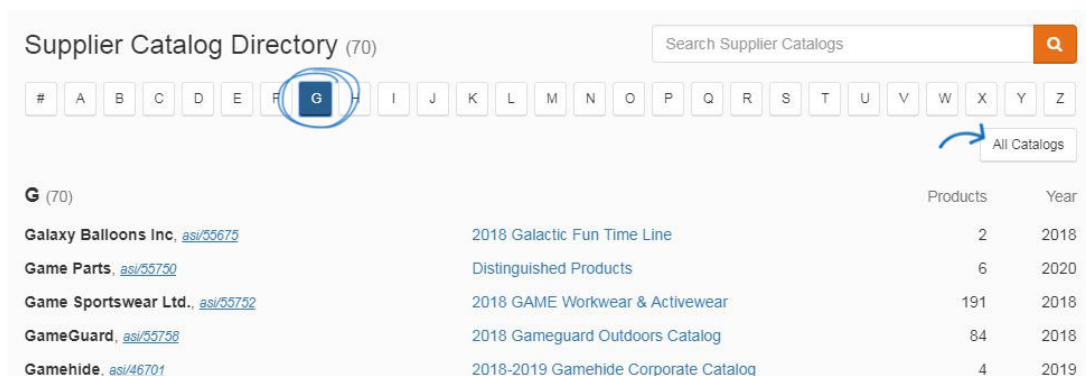 Supplier Catalog Directory (70)
Search Supplier Catalogs
# A B C D E F G H I J K L M N O P Q R S T U V W X Y Z
All Catalogs
G (70) Products Year
Galaxy Balloons Inc, asi/55675 2018 Galactic Fun Time Line 2 2018
Game Parts, asi/55750 Distinguished Products 6 2020
Game Sportswear Ltd., asi/55752 2018 GAME Workwear & Activewear 191 2018
GameGuard, asi/55758 2018 Gameguard Outdoors Catalog 84 2018
Gamehide, asi/46701 2018-2019 Gamehide Corporate Catalog 4 2019